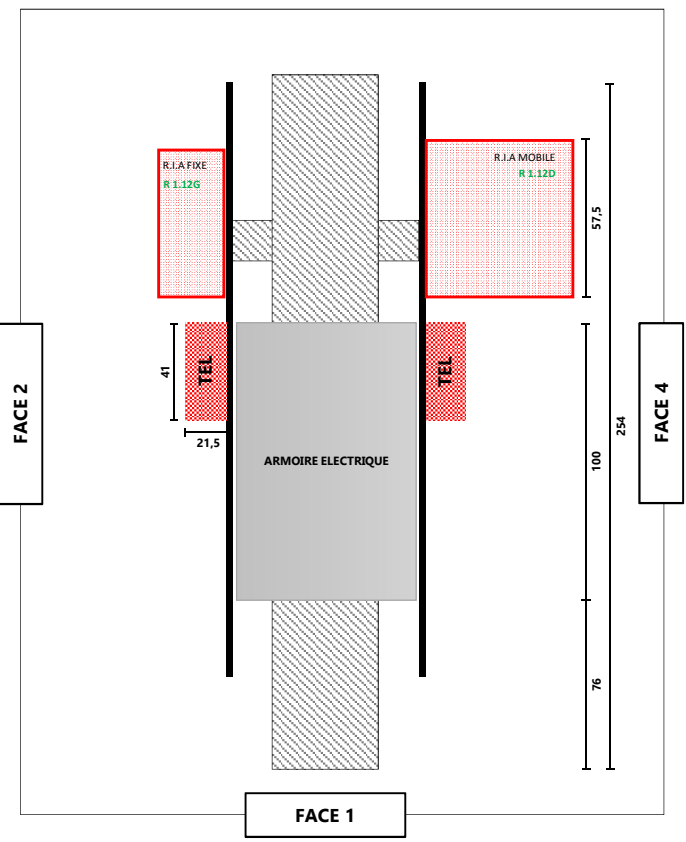 R.I.A FIXE
R 1.12G
R.I.A MOBILE
R 1.12D
57,5
TEL
TEL
41
21,5
FACE 2
FACE 4
254
100
ARMOIRE ELECTRIQUE
76
FACE 1